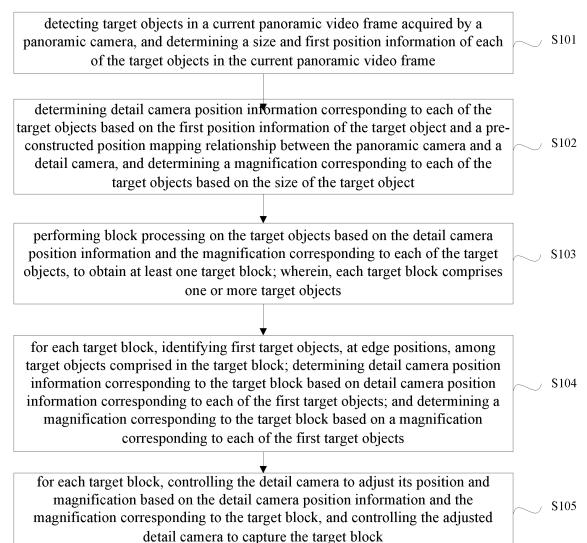 detecting target objects in a current panoramic video frame acquired by a
panoramic camera, and determining a size and first position information of each
of the target objects in the current panoramic video frame
S101
determining detail camera position information corresponding to each of the
target objects based on the first position information of the target object and a pre-
constructed position mapping relationship between the panoramic camera and a
detail camera, and determining a magnification corresponding to each of the
target objects based on the size of the target object
S102
performing block processing on the target objects based on the detail camera
position information and the magnification corresponding to each of the target
objects, to obtain at least one target block; wherein, each target block comprises
one or more target objects
S103
for each target block, identifying first target objects, at edge positions, among
target objects comprised in the target block; determining detail camera position
information corresponding to the target block based on detail camera position
information corresponding to each of the first target objects; and determining a
magnification corresponding to the target block based on a magnification
corresponding to each of the first target objects
S104
for each target block, controlling the detail camera to adjust its position and
magnification based on the detail camera position information and the
magnification corresponding to the target block, and controlling the adjusted
detail camera to capture the target block
S105